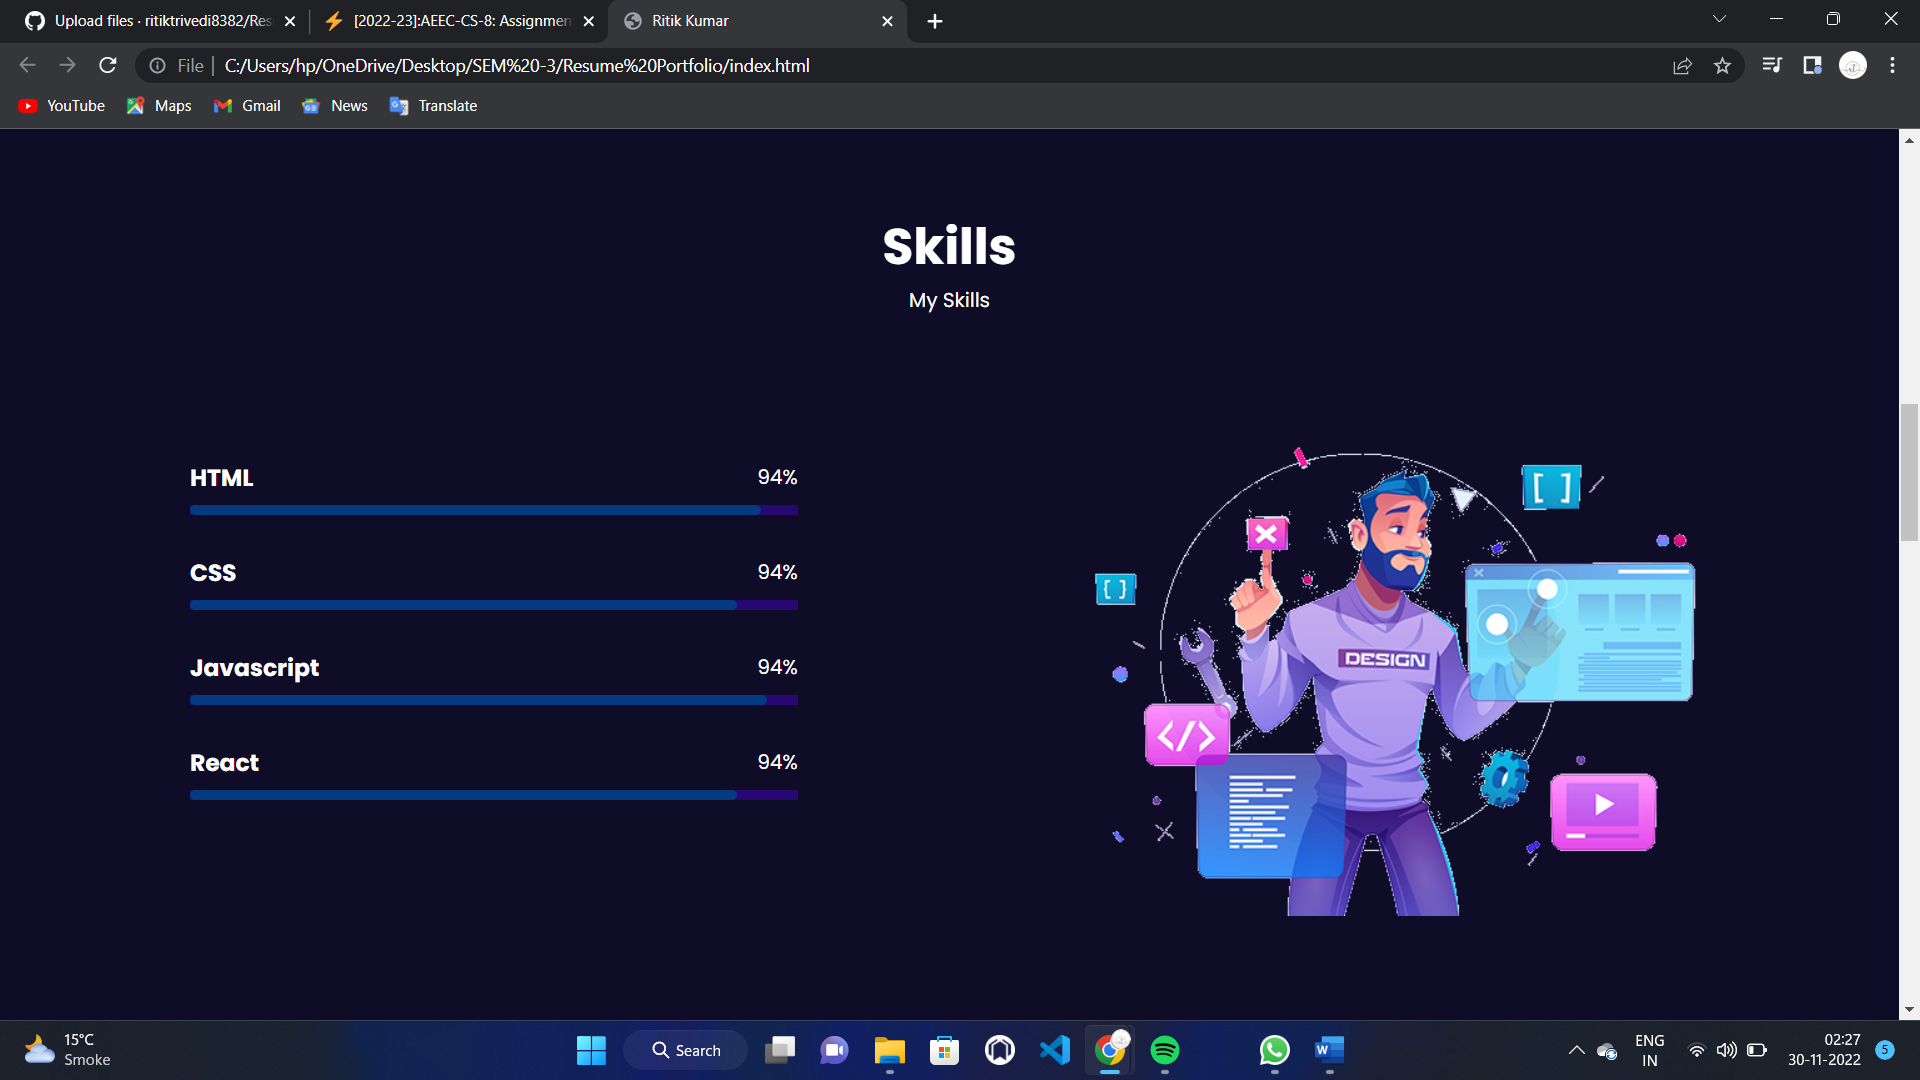 Upload files · ritiktrivedi8382/Res
[2022-23]:AEEC-CS-8: Assignmen
Ritik Kumar
File
C:/Users/hp/OneDrive/Desktop/SEM%20-3/Resume%20Portfolio/index.html
YouTube
Maps
Gmail
News
Translate
Skills
My Skills
HTML 94%
CSS 94%
Javascript 94%
React 94%
[ ]
{ }
DESIGN
</>
15°C
Smoke
Search
ENG
IN
02:27
30-11-2022
5